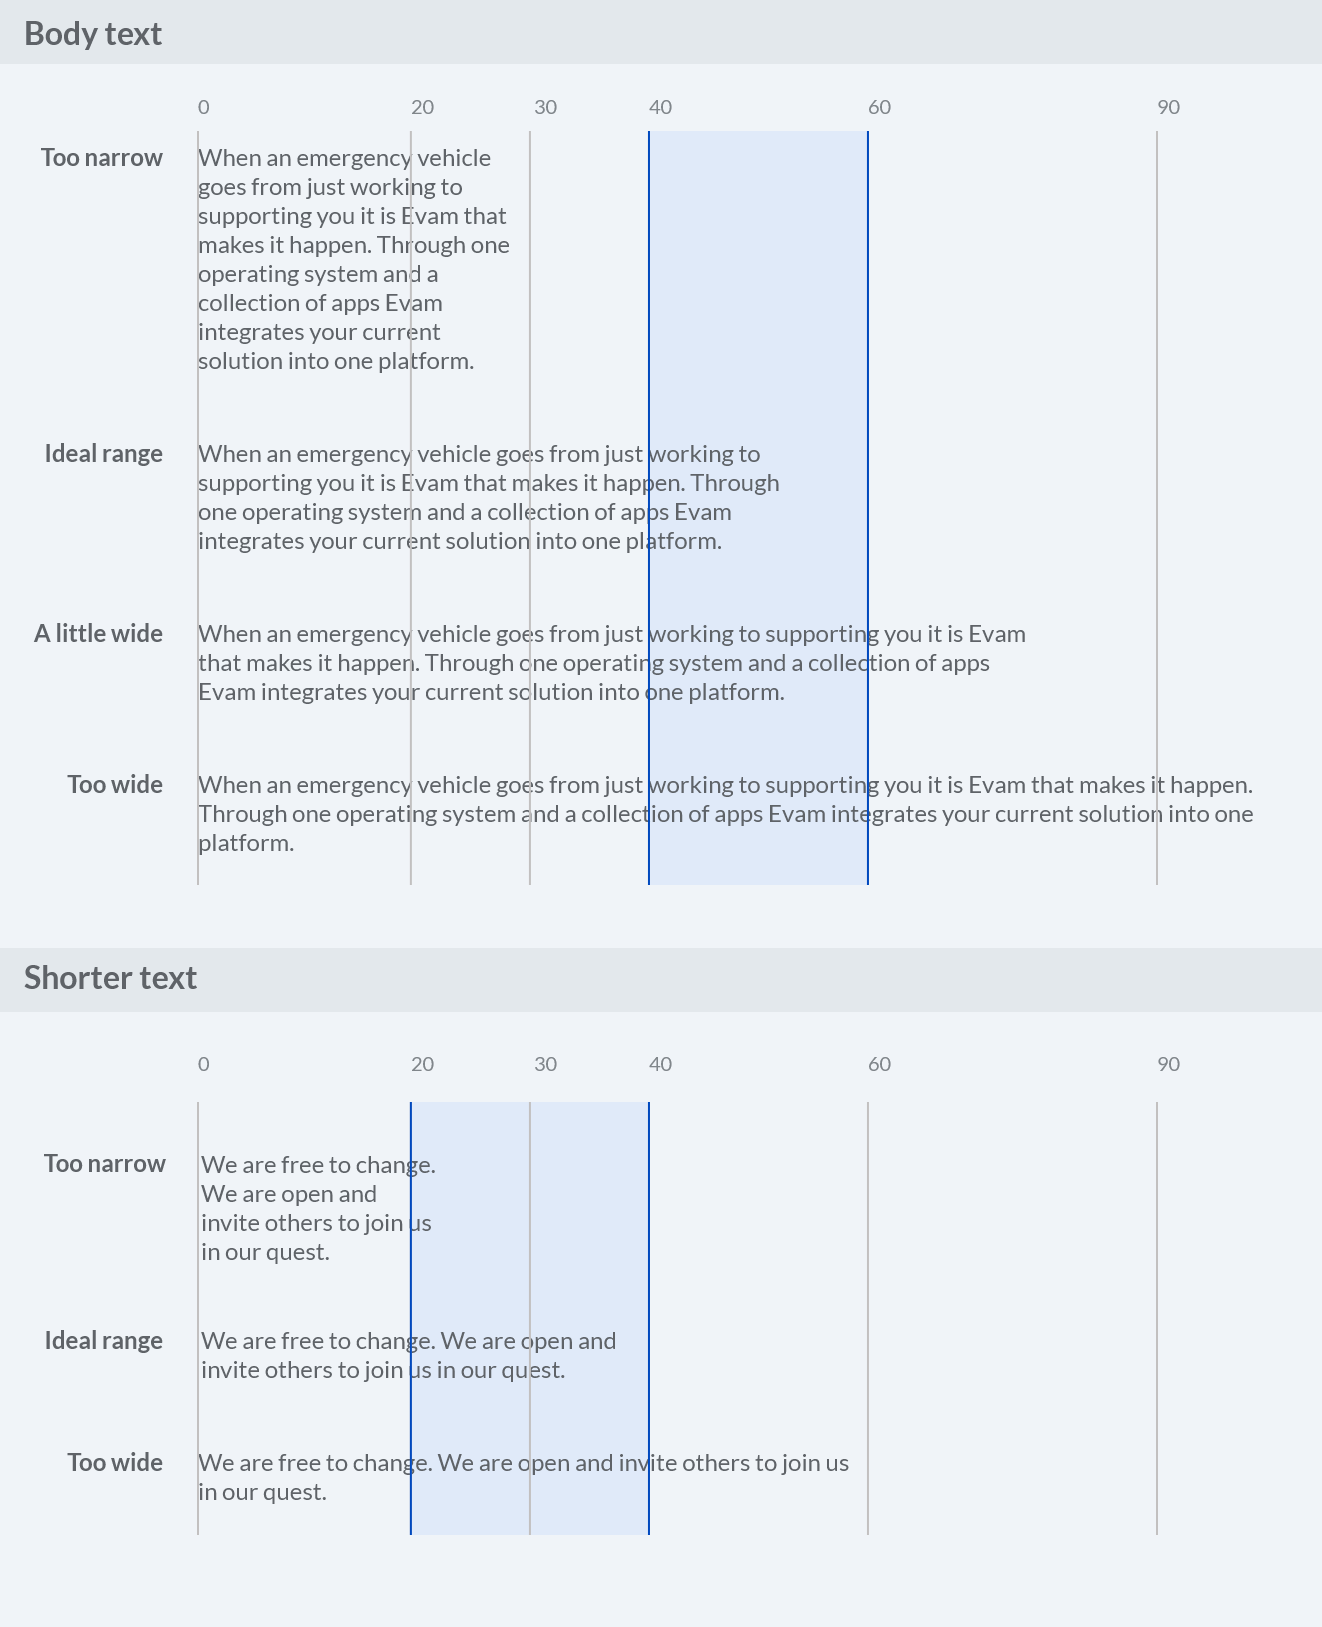 Body text
0 20 30 40 60 90
Too narrow
When an emergency vehicle
goes from just working to
supporting you it is Evam that
makes it happen. Through one
operating system and a
collection of apps Evam
integrates your current
solution into one platform.
Ideal range
When an emergency vehicle goes from just working to
supporting you it is Evam that makes it happen. Through
one operating system and a collection of apps Evam
integrates your current solution into one platform.
A little wide
When an emergency vehicle goes from just working to supporting you it is Evam
that makes it happen. Through one operating system and a collection of apps
Evam integrates your current solution into one platform.
Too wide
When an emergency vehicle goes from just working to supporting you it is Evam that makes it happen.
Through one operating system and a collection of apps Evam integrates your current solution into one
platform.
Shorter text
0 20 30 40 60 90
Too narrow
We are free to change.
We are open and
invite others to join us
in our quest.
Ideal range
We are free to change. We are open and
invite others to join us in our quest.
Too wide
We are free to change. We are open and invite others to join us
in our quest.